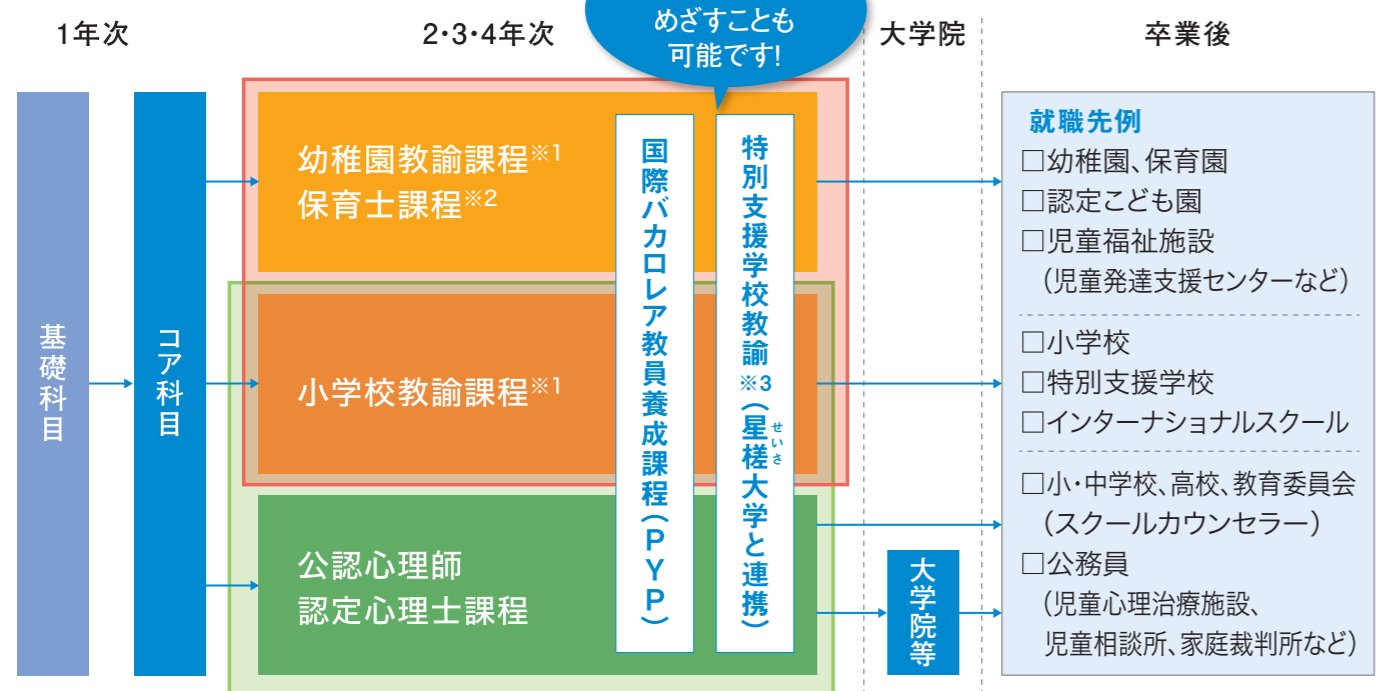 めざすことも
可能です!
1年次
2・3・4年次
大学院
卒業後
基礎科目
コア科目
幼稚園教諭課程※1
保育士課程※2
小学校教諭課程※1
公認心理師
認定心理士課程
国際バカロレア教員養成課程(PYP)
特別支援学校教諭※3(星槎大学と連携)
せいさ
大学院等
就職先例
□幼稚園、保育園
□認定こども園
□児童福祉施設
(児童発達支援センターなど)
□小学校
□特別支援学校
□インターナショナルスクール
□小・中学校、高校、教育委員会
(スクールカウンセラー)
□公務員
(児童心理治療施設、
児童相談所、家庭裁判所など)